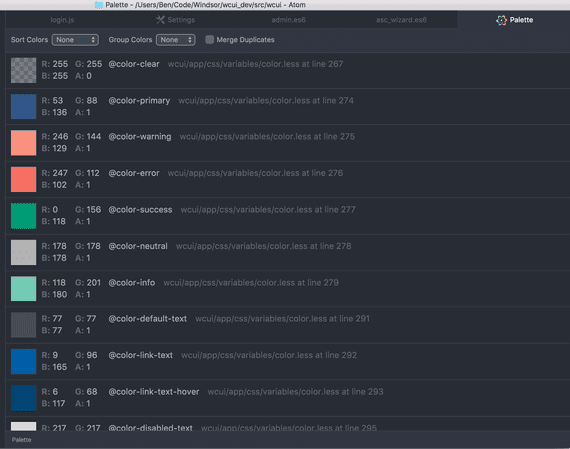 Palette - /Users/Ben/Code/Windsor/wcui_dev/src/wcui - Atom
login.js Settings admin.es6 asc_wizard.es6 Palette
Sort Colors None Group Colors None Merge Duplicates
R: 255 G: 255 @color-clear wcui/app/css/variables/color.less at line 267
B: 255 A: 0
R: 53 G: 88 @color-primary wcui/app/css/variables/color.less at line 274
B: 136 A: 1
R: 246 G: 144 @color-warning wcui/app/css/variables/color.less at line 275
B: 129 A: 1
R: 247 G: 112 @color-error wcui/app/css/variables/color.less at line 276
B: 102 A: 1
R: 0 G: 156 @color-success wcui/app/css/variables/color.less at line 277
B: 118 A: 1
R: 178 G: 178 @color-neutral wcui/app/css/variables/color.less at line 278
B: 178 A: 1
R: 118 G: 201 @color-info wcui/app/css/variables/color.less at line 279
B: 180 A: 1
R: 77 G: 77 @color-default-text wcui/app/css/variables/color.less at line 291
B: 77 A: 1
R: 9 G: 96 @color-link-text wcui/app/css/variables/color.less at line 292
B: 165 A: 1
R: 6 G: 68 @color-link-text-hover wcui/app/css/variables/color.less at line 293
B: 117 A: 1
R: 217 G: 217 @color-disabled-text wcui/app/css/variables/color.less at line 295
Palette